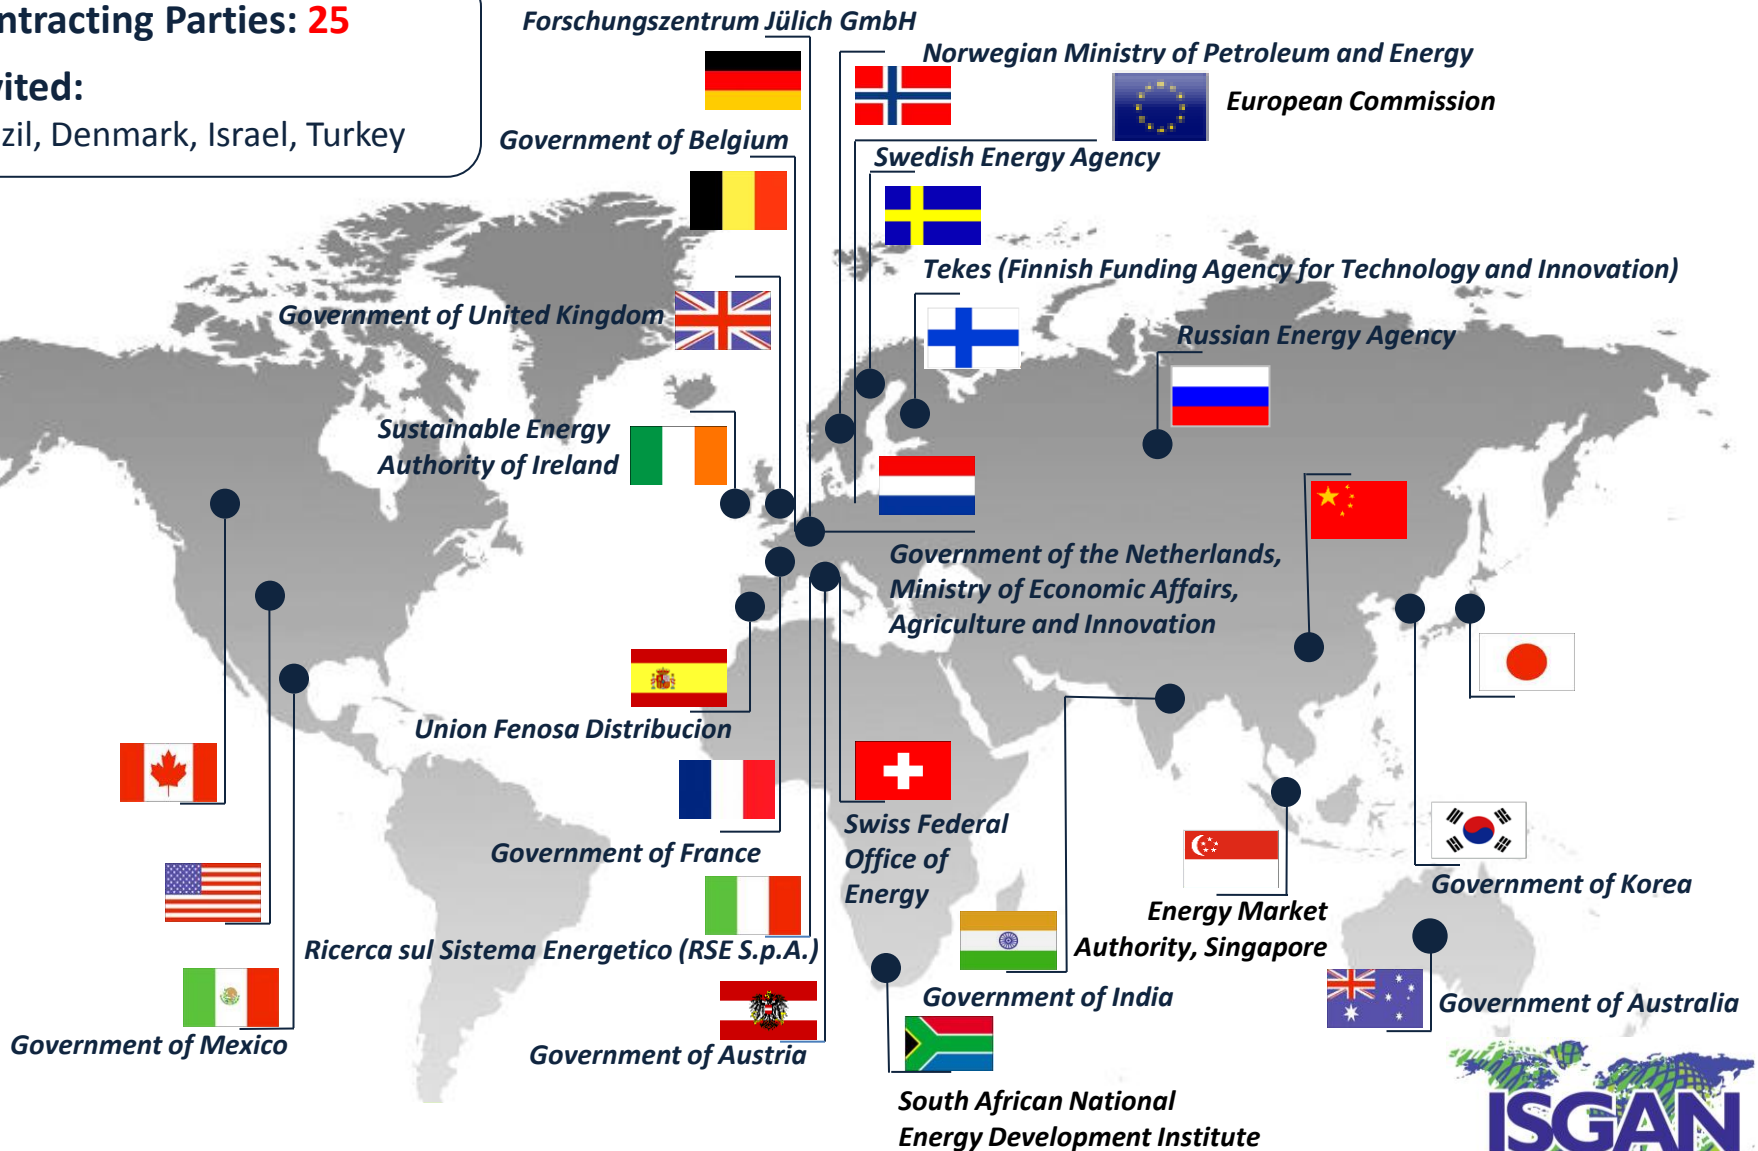 ntracting Parties: 25
vited:
zil, Denmark, Israel, Turkey
Forschungszentrum Jülich GmbH
Norwegian Ministry of Petroleum and Energy
European Commission
Government of Belgium
Swedish Energy Agency
Tekes (Finnish Funding Agency for Technology and Innovation)
Government of United Kingdom
Russian Energy Agency
Sustainable Energy
Authority of Ireland
Government of the Netherlands,
Ministry of Economic Affairs,
Agriculture and Innovation
Union Fenosa Distribucion
Swiss Federal
Office of
Energy
Government of France
Government of Korea
Energy Market
Authority, Singapore
Ricerca sul Sistema Energetico (RSE S.p.A.)
Government of India
Government of Australia
Government of Mexico
Government of Austria
South African National
Energy Development Institute
ISGAN